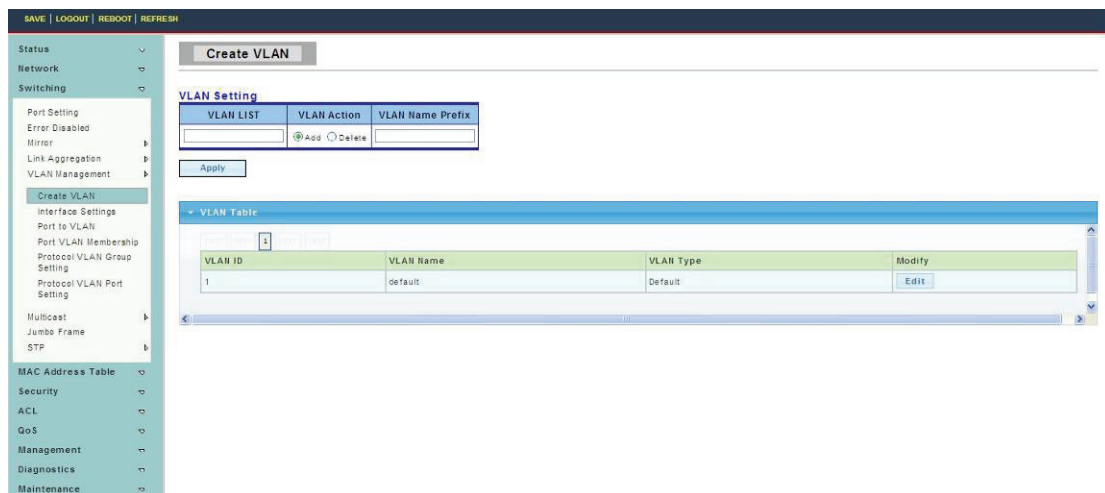 SAVE | LOGOUT | REBOOT | REFRESH
Status
Network
Switching
Port Setting
Error Disabled
Mirror
Link Aggregation
VLAN Management
Create VLAN
Interface Settings
Port to VLAN
Port VLAN Membership
Protocol VLAN Group
Setting
Protocol VLAN Port
Setting
Multicast
Jumbo Frame
STP
MAC Address Table
Security
ACL
QoS
Management
Diagnostics
Maintenance
Create VLAN
VLAN Setting
VLAN LIST VLAN Action VLAN Name Prefix
Add Delete
Apply
VLAN Table
1
VLAN ID VLAN Name VLAN Type Modify
1 default Default Edit